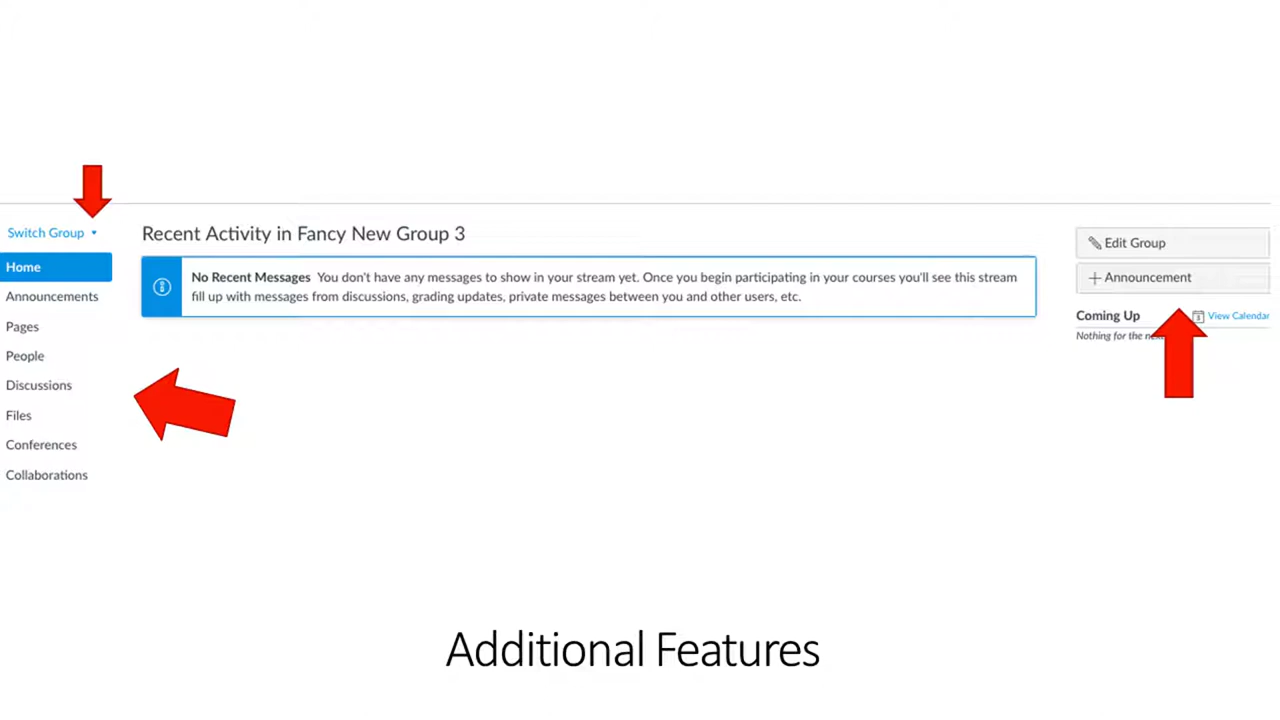 Switch Group
Home
Announcements
Pages
People
Discussions
Files
Conferences
Collaborations
Recent Activity in Fancy New Group 3
No Recent Messages You don't have any messages to show in your stream yet. Once you begin participating in your courses you'll see this stream
fill up with messages from discussions, grading updates, private messages between you and other users, etc.
Edit Group
Announcement
Coming Up View Calendar
Nothing for the
Additional Features